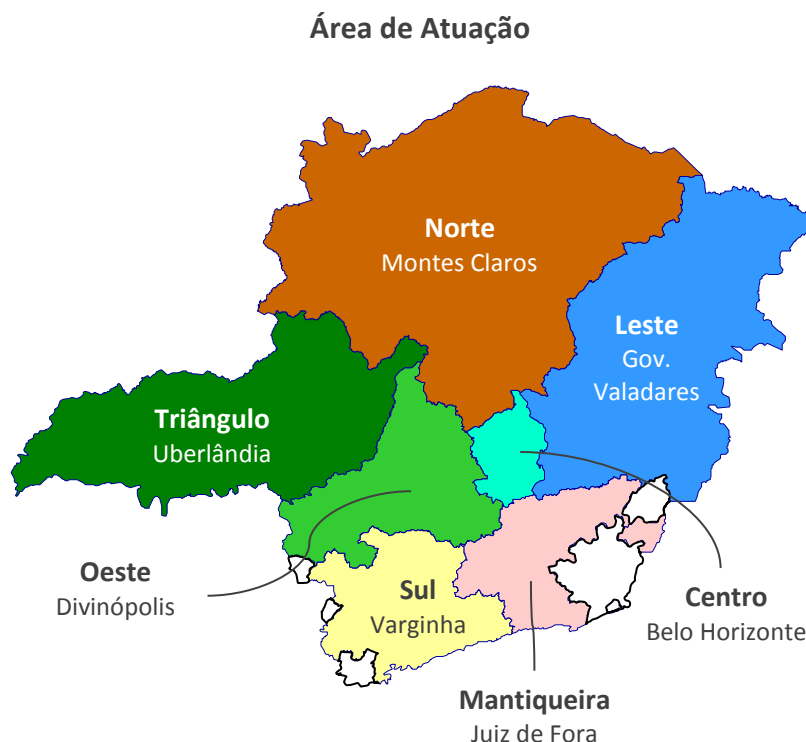 Área de Atuação
Norte
Montes Claros
Leste
Gov.
Valadares
Triângulo
Uberlândia
Oeste
Divinópolis
Sul
Varginha
Centro
Belo Horizonte
Mantiqueira
Juiz de Fora